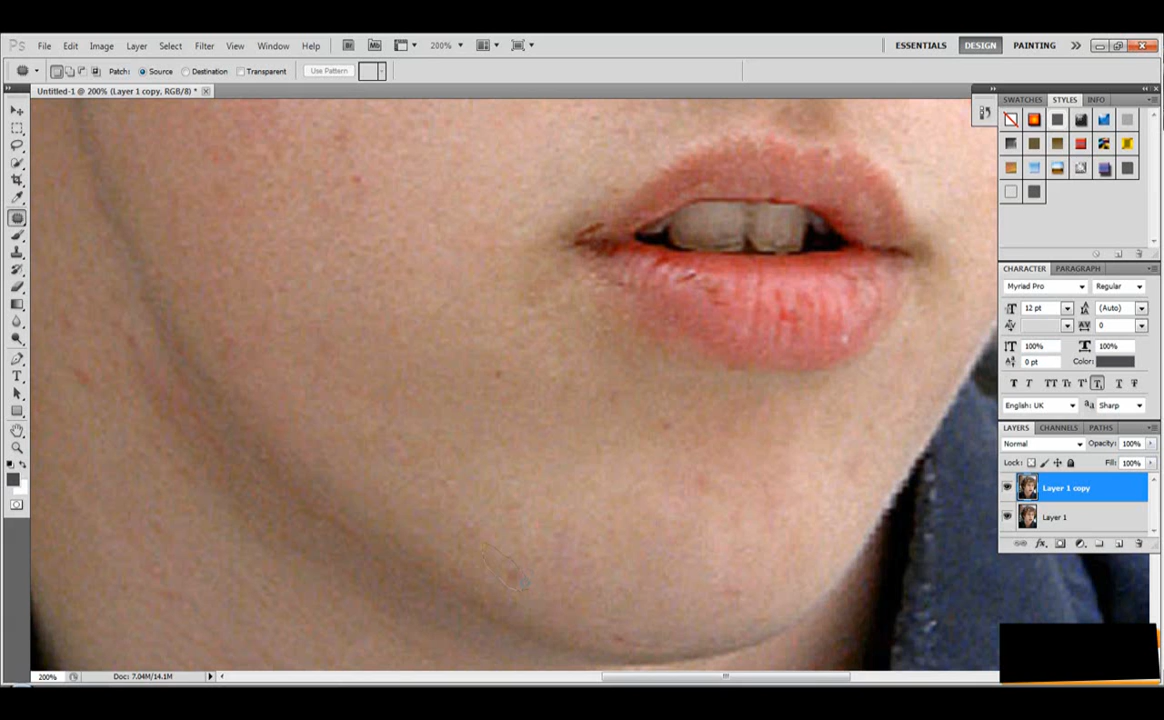 Ps File Edit Image Layer Select Filter View Window Help Br Mb 200% ESSENTIALS DESIGN PAINTING
Patch: Source Destination Transparent Use Pattern
Untitled-1 @ 200% (Layer 1 copy, RGB/8) *
SWATCHES STYLES INFO
CHARACTER PARAGRAPH
Myriad Pro Regular
12 pt (Auto)
0
100% 100%
0 pt Color:
English: UK Sharp
LAYERS CHANNELS PATHS
Normal Opacity: 100%
Lock: Fill: 100%
Layer 1 copy
Layer 1
200% Doc: 7.04M/14.1M